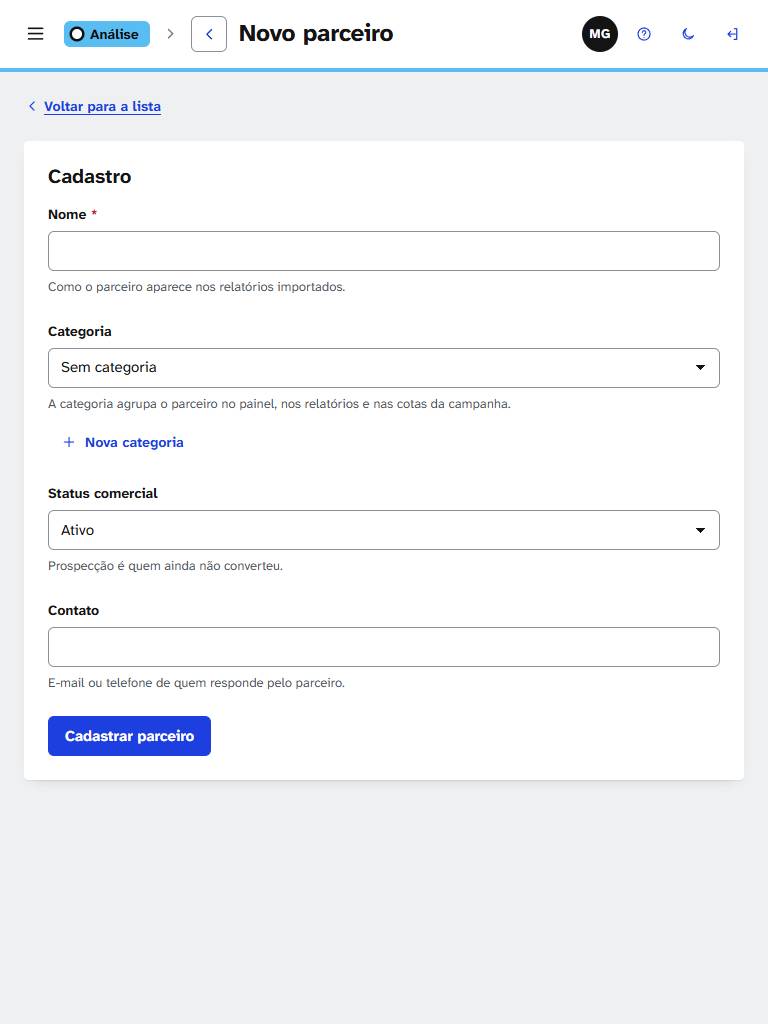 Análise
Novo parceiro
MG
Voltar para a lista
Cadastro
Nome *
Como o parceiro aparece nos relatórios importados.
Categoria
Sem categoria
A categoria agrupa o parceiro no painel, nos relatórios e nas cotas da campanha.
+ Nova categoria
Status comercial
Ativo
Prospecção é quem ainda não converteu.
Contato
E-mail ou telefone de quem responde pelo parceiro.
Cadastrar parceiro